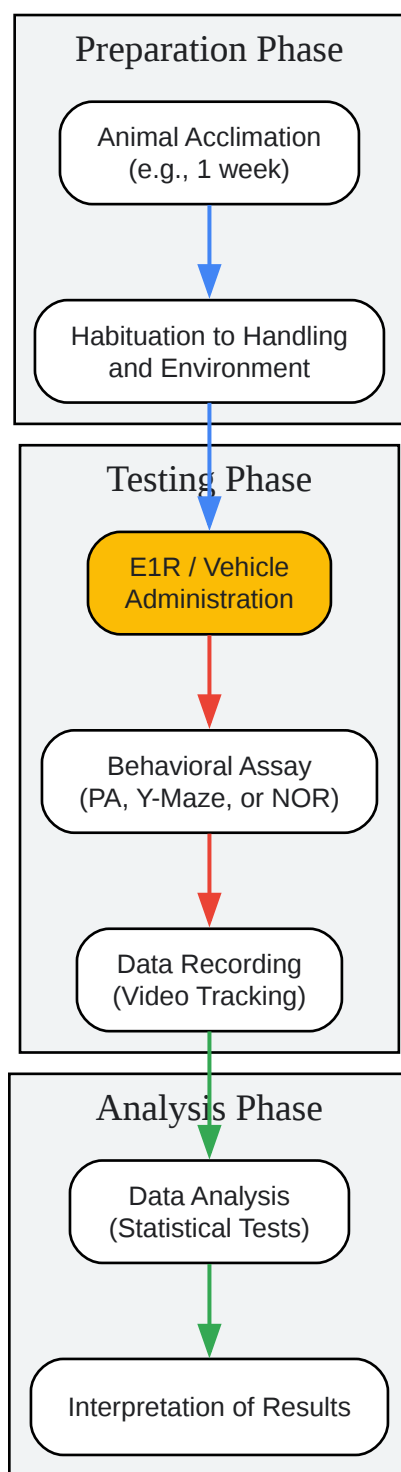 Preparation Phase
Animal Acclimation
(e.g., 1 week)
Habituation to Handling
and Environment
Testing Phase
E1R / Vehicle
Administration
Behavioral Assay
(PA, Y-Maze, or NOR)
Data Recording
(Video Tracking)
Analysis Phase
Data Analysis
(Statistical Tests)
Interpretation of Results